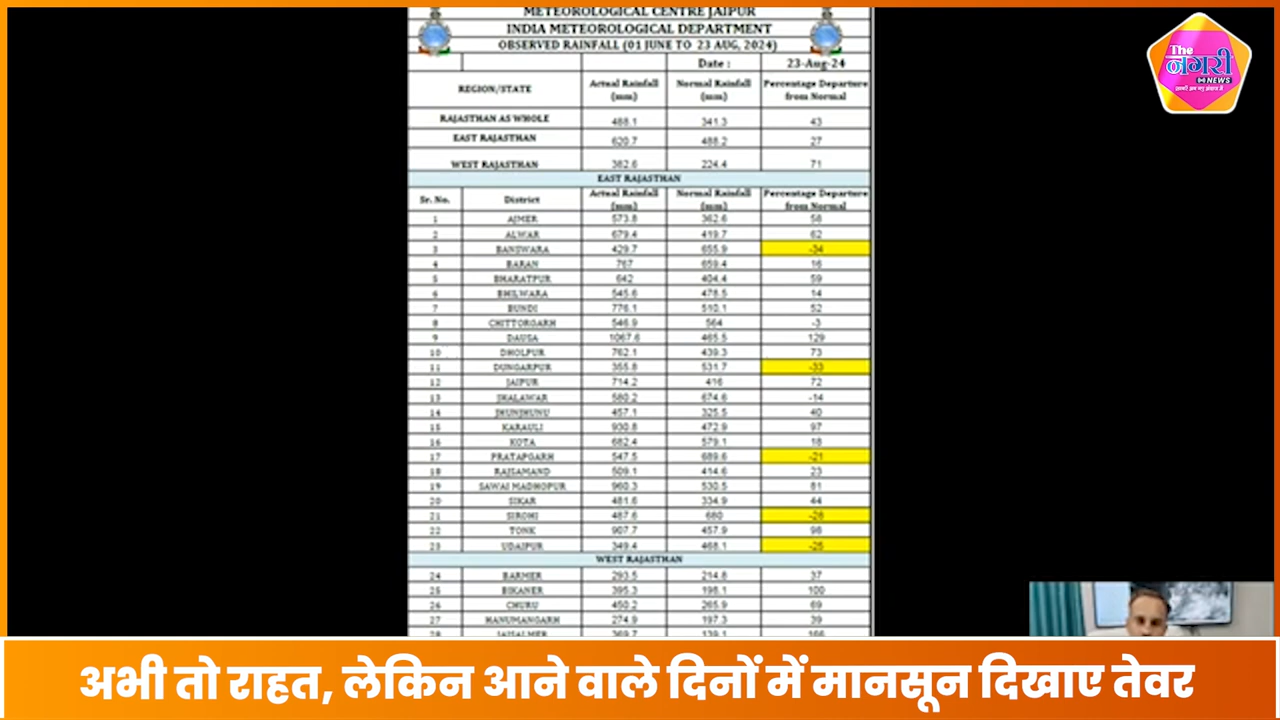 METEOROLOGICAL CENTRE JAIPUR
INDIA METEOROLOGICAL DEPARTMENT
OBSERVED RAINFALL (01 JUNE TO 23 AUG, 2024)
Date : 23-Aug-24
REGION/STATE Actual Rainfall (mm) Normal Rainfall (mm) Percentage Departure from Normal
RAJASTHAN AS WHOLE 488.1 341.3 43
EAST RAJASTHAN 620.7 488.2 27
WEST RAJASTHAN 382.6 224.4 71
EAST RAJASTHAN
Sr. No. District Actual Rainfall (mm) Normal Rainfall (mm) Percentage Departure from Normal
1 AJMER 573.8 362.6 58
2 ALWAR 679.4 419.7 62
3 BANSWARA 429.7 655.9 -34
4 BARAN 767 659.4 16
5 BHARATPUR 642 404.4 59
6 BHILWARA 545.6 478.5 14
7 BUNDI 776.1 510.1 52
8 CHITTORGARH 546.9 564 -3
9 DAUSA 1067.6 465.5 129
10 DHOLPUR 762.1 439.3 73
11 DUNGARPUR 355.8 531.7 -33
12 JAIPUR 714.2 416 72
13 JHALAWAR 580.2 674.6 -14
14 JHUNJHUNU 457.1 325.5 40
15 KARAULI 930.8 472.9 97
16 KOTA 682.4 579.1 18
17 PRATAPGARH 547.5 689.6 -21
18 RAJSAMAND 509.1 414.6 23
19 SAWAI MADHOPUR 960.3 530.5 81
20 SIKAR 481.6 334.9 44
21 SIROHI 487.6 680 -28
22 TONK 907.7 457.9 98
23 UDAIPUR 349.4 468.1 -25
WEST RAJASTHAN
24 BARMER 293.5 214.8 37
25 BIKANER 395.3 198.1 100
26 CHURU 450.2 265.9 69
27 HANUMANGARH 274.9 197.3 39
28 JAISALMER 369.7 139.1 166
The
नगरी
NEWS
अभी तो राहत, लेकिन आने वाले दिनों में मानसून दिखाए तेवर